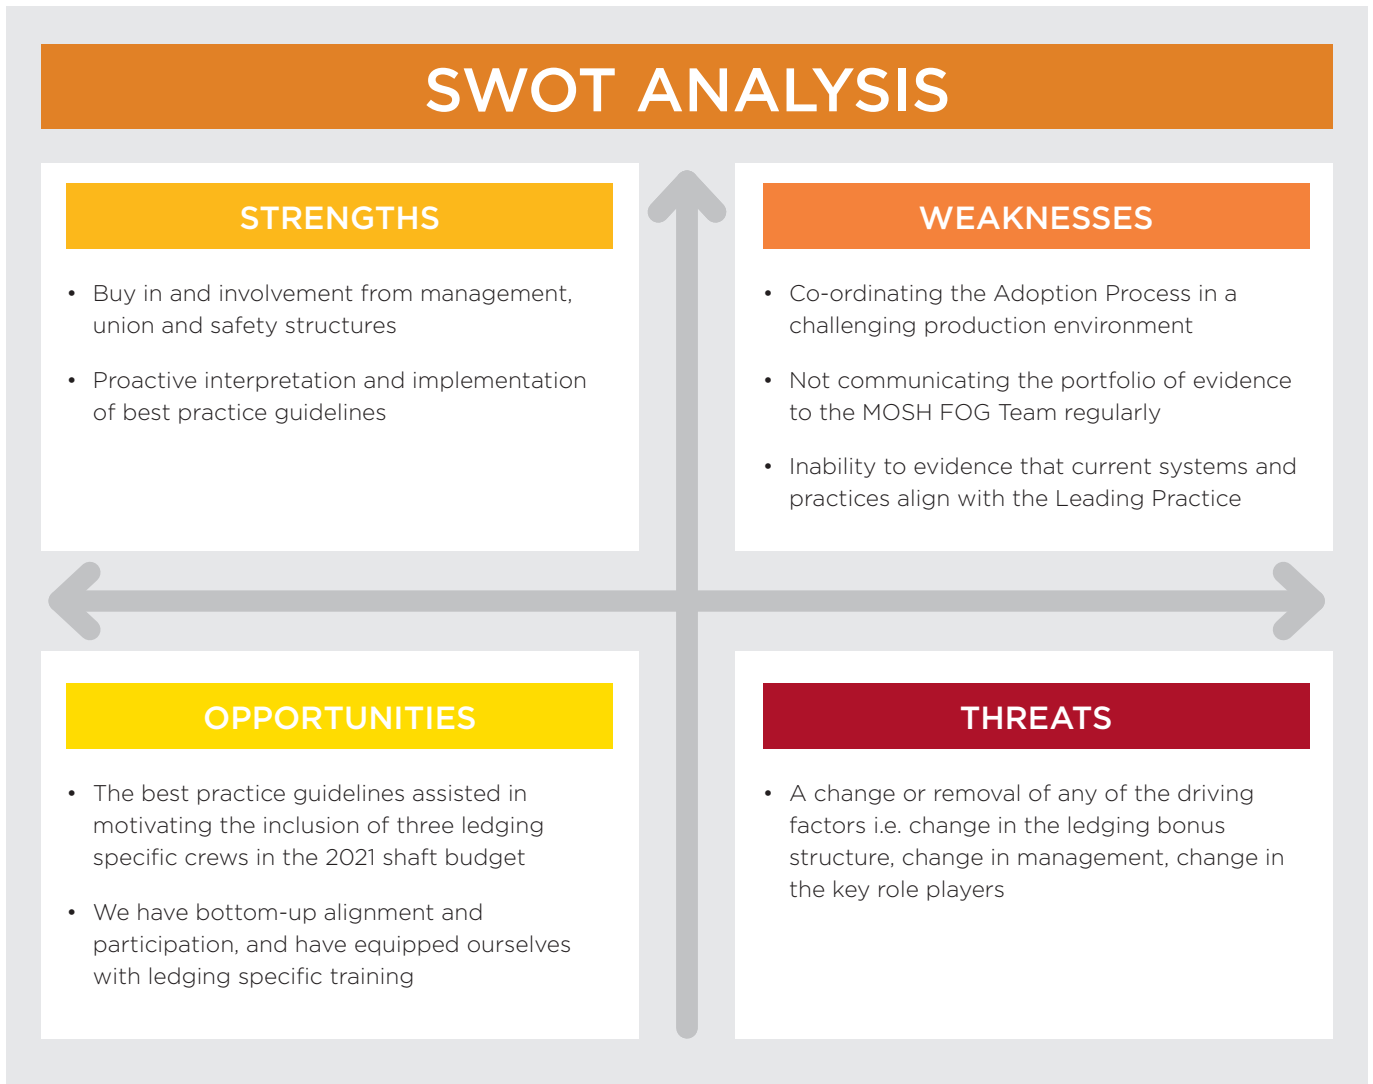 SWOT ANALYSIS
STRENGTHS
• Buy in and involvement from management,
union and safety structures
• Proactive interpretation and implementation
of best practice guidelines
WEAKNESSES
• Co-ordinating the Adoption Process in a
challenging production environment
• Not communicating the portfolio of evidence
to the MOSH FOG Team regularly
• Inability to evidence that current systems and
practices align with the Leading Practice
OPPORTUNITIES
• The best practice guidelines assisted in
motivating the inclusion of three ledging
specific crews in the 2021 shaft budget
• We have bottom-up alignment and
participation, and have equipped ourselves
with ledging specific training
THREATS
• A change or removal of any of the driving
factors i.e. change in the ledging bonus
structure, change in management, change in
the key role players